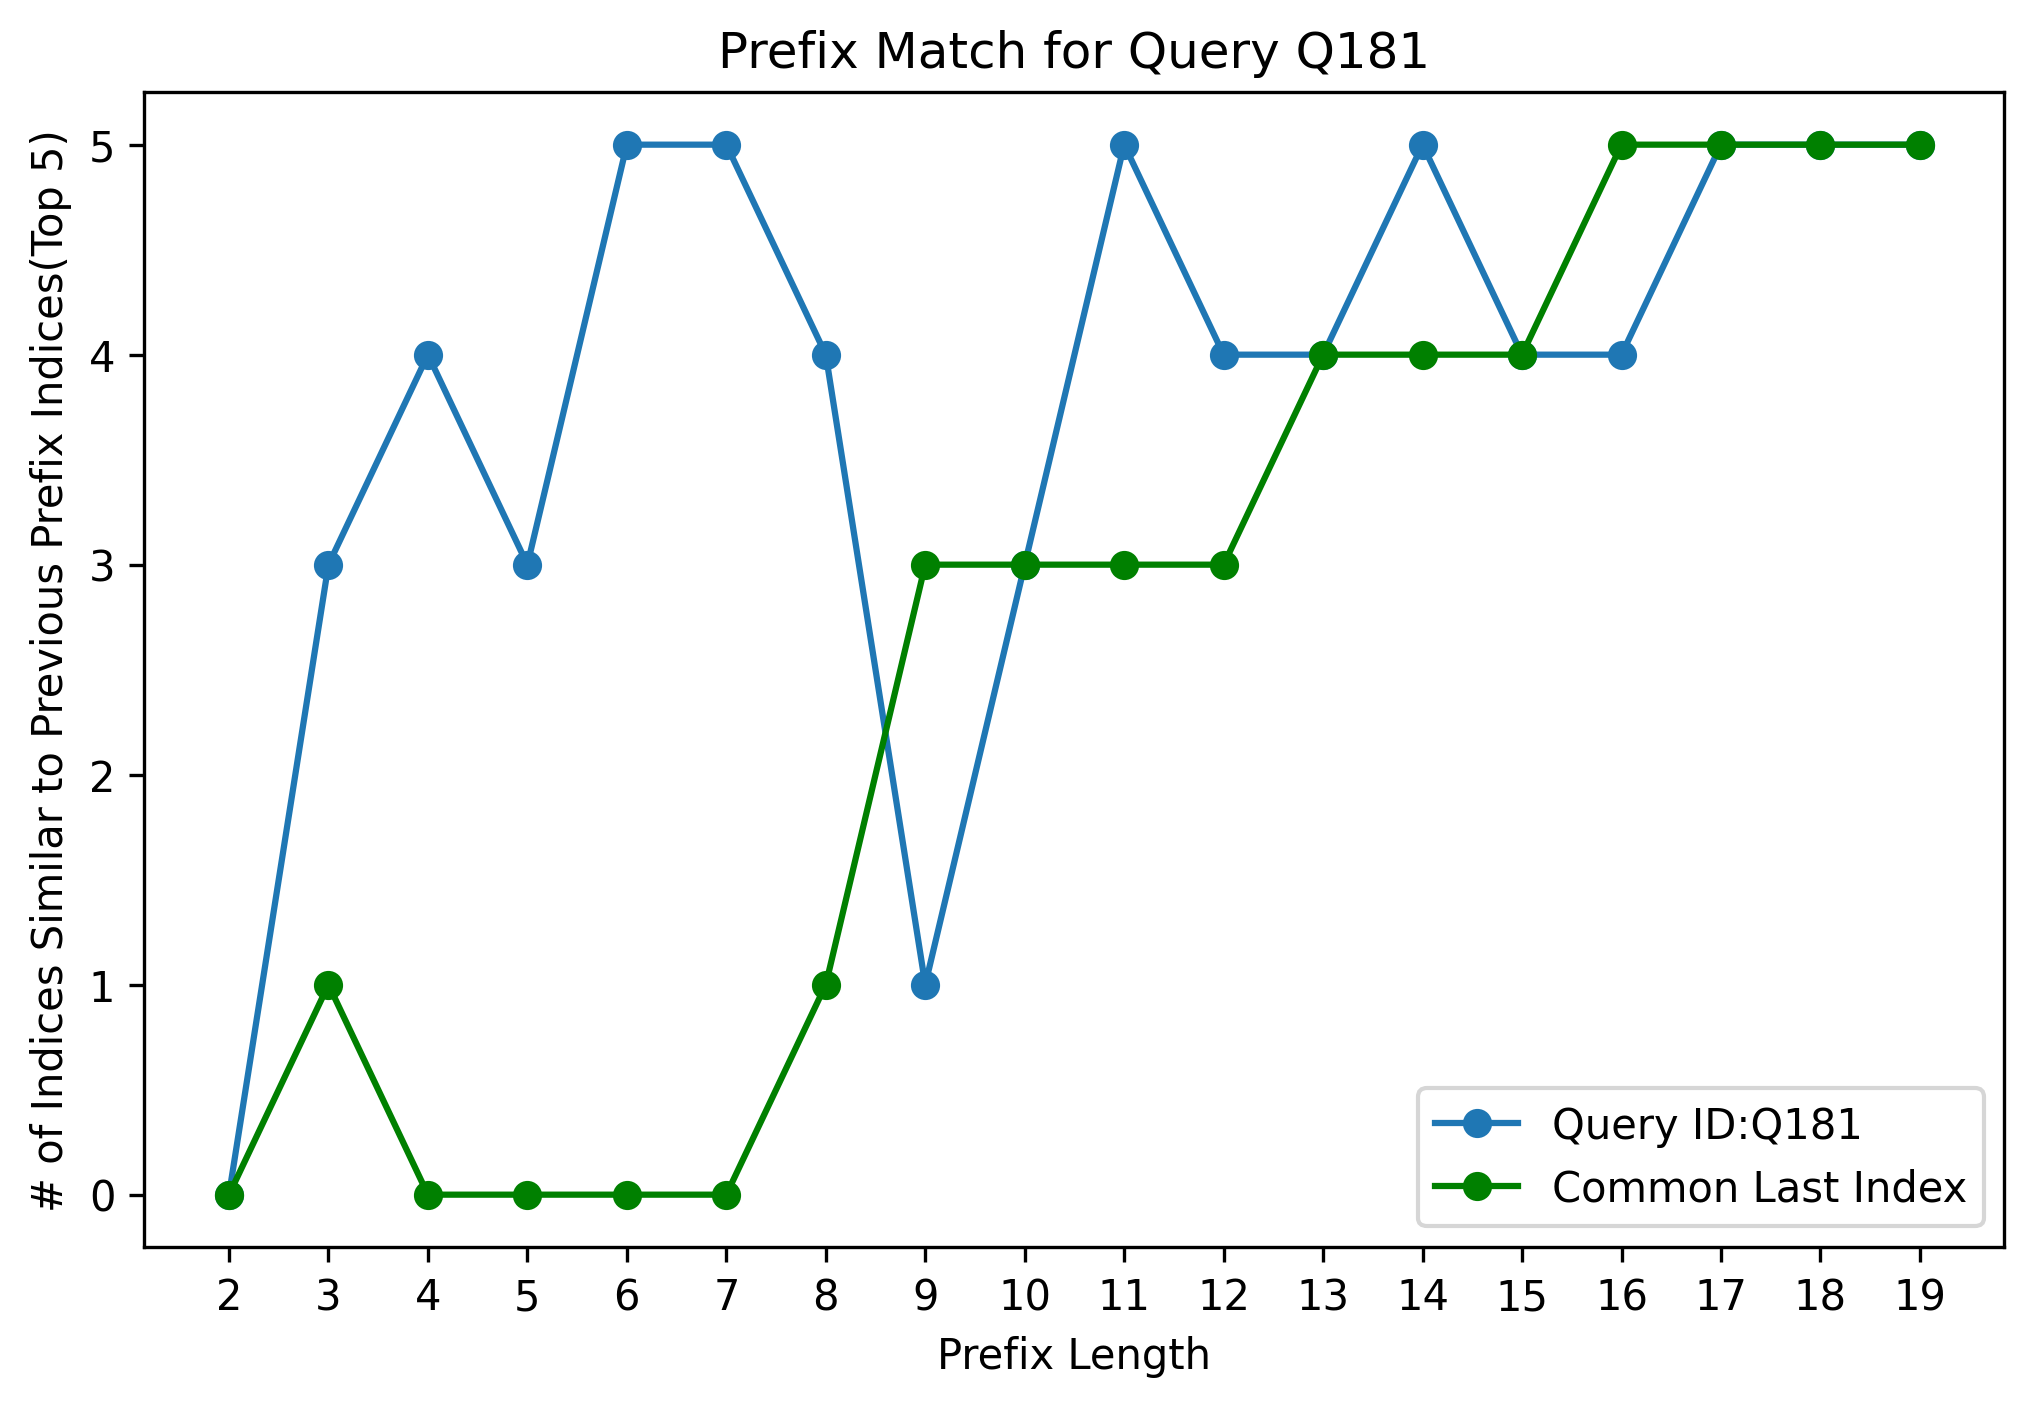 Prefix Match for Query Q181
# of Indices Similar to Previous Prefix Indices(Top 5)
5
4
3
2
1
0
Query ID:Q181
Common Last Index
2 3 4 5 6 7 8 9 10 11 12 13 14 15 16 17 18 19
Prefix Length